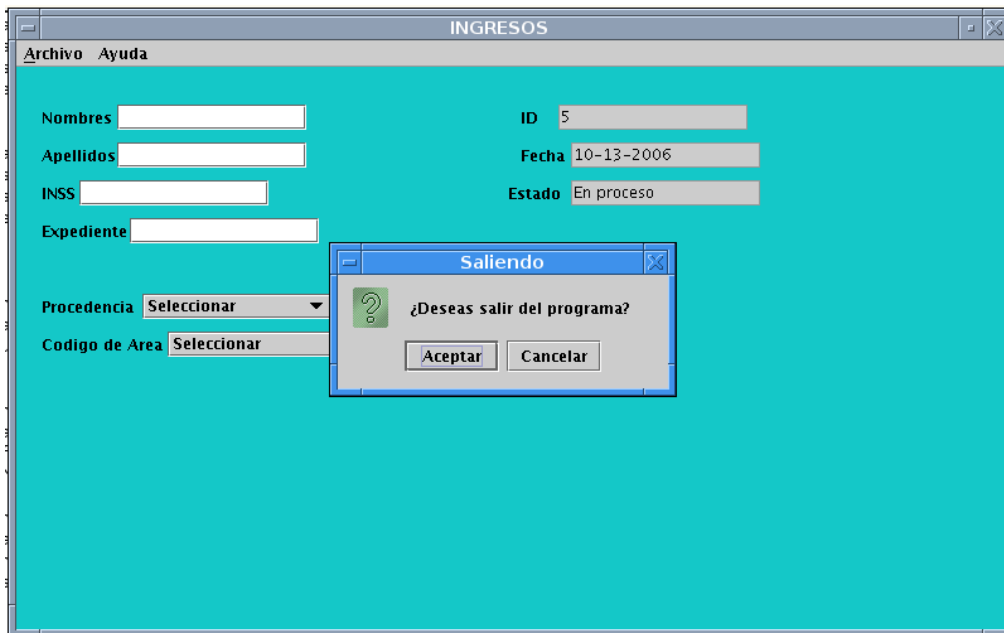 INGRESOS
Archivo Ayuda
Nombres
ID 5
Apellidos
Fecha 10-13-2006
INSS
Estado En proceso
Expediente
Saliendo
Procedencia Seleccionar
¿Deseas salir del programa?
Codigo de Area Seleccionar
Aceptar Cancelar